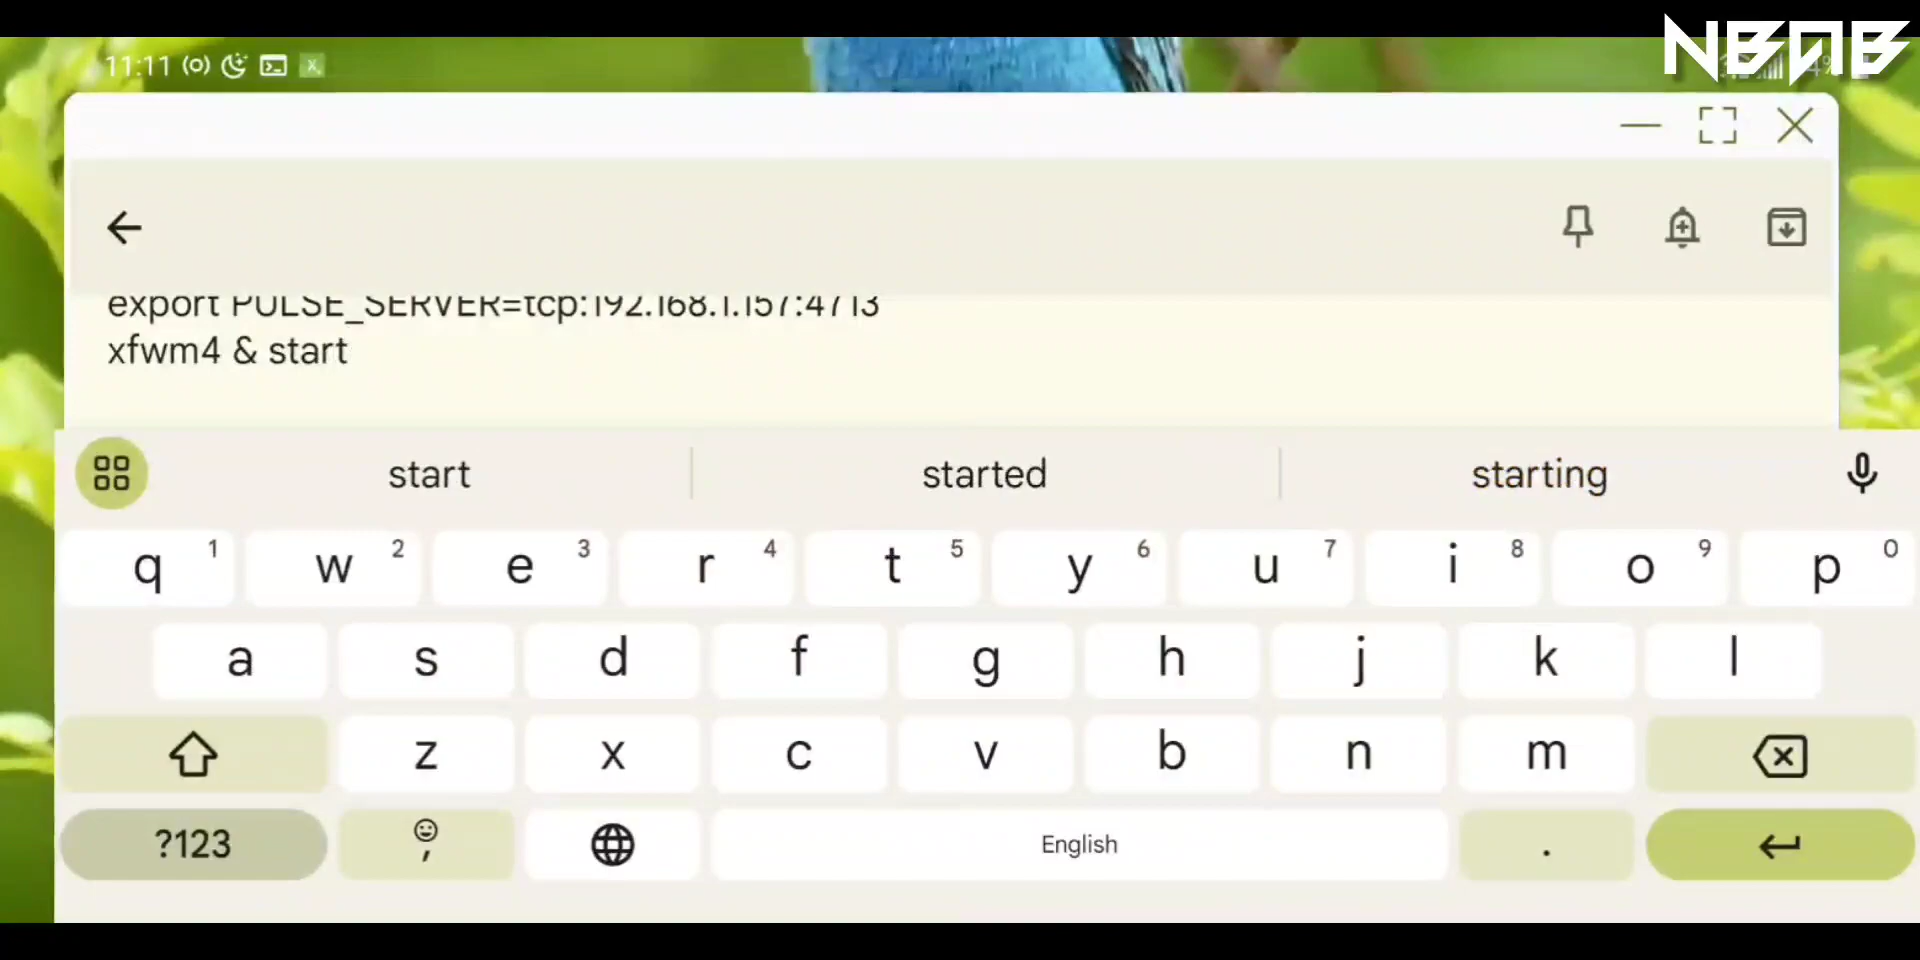 NBAB
11:11
export PULSE_SERVER=tcp:192.168.1.157:4713
xfwm4 & start
start started starting
q 1 w 2 e 3 r 4 t 5 y 6 u 7 i 8 o 9 p 0
a s d f g h j k l
z x c v b n m
?123 , English .